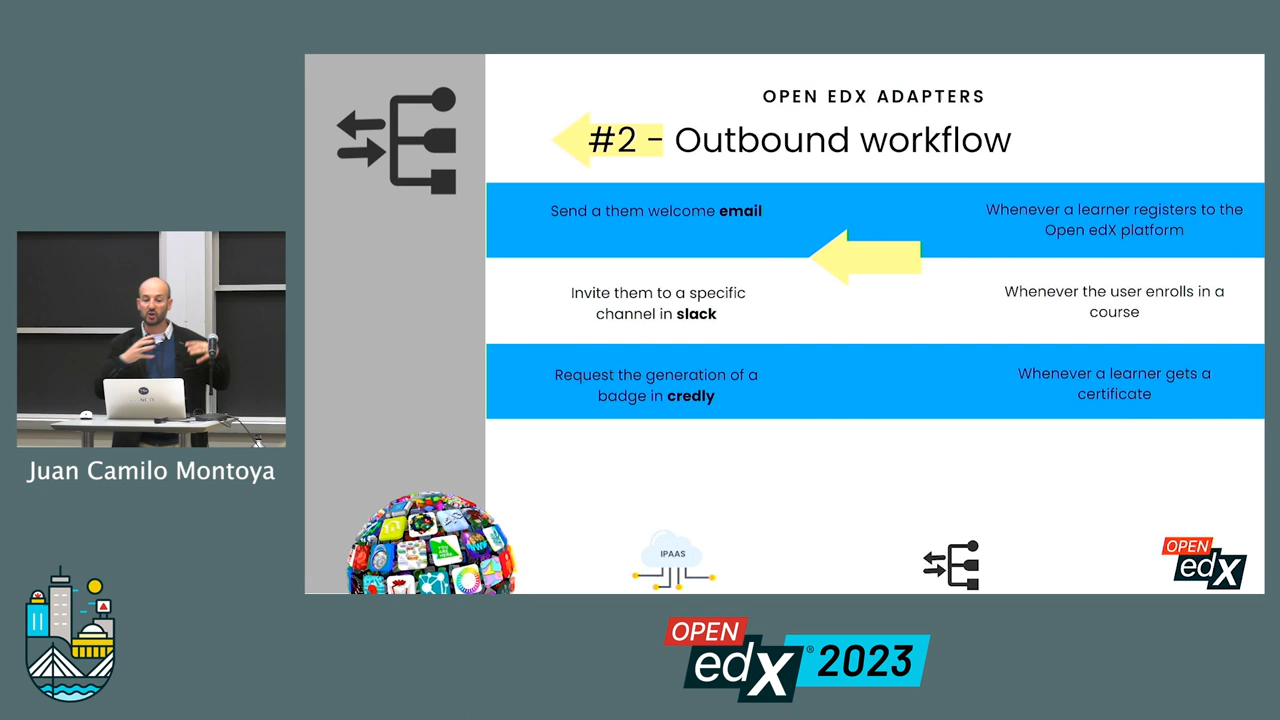 OPEN EDX ADAPTERS
#2 - Outbound workflow
Send a them welcome email
Whenever a learner registers to the
Open edX platform
Invite them to a specific
channel in slack
Whenever the user enrolls in a
course
Request the generation of a
badge in credly
Whenever a learner gets a
certificate
Juan Camilo Montoya
IPAAS
OPEN
edX
OPEN
edX® 2023